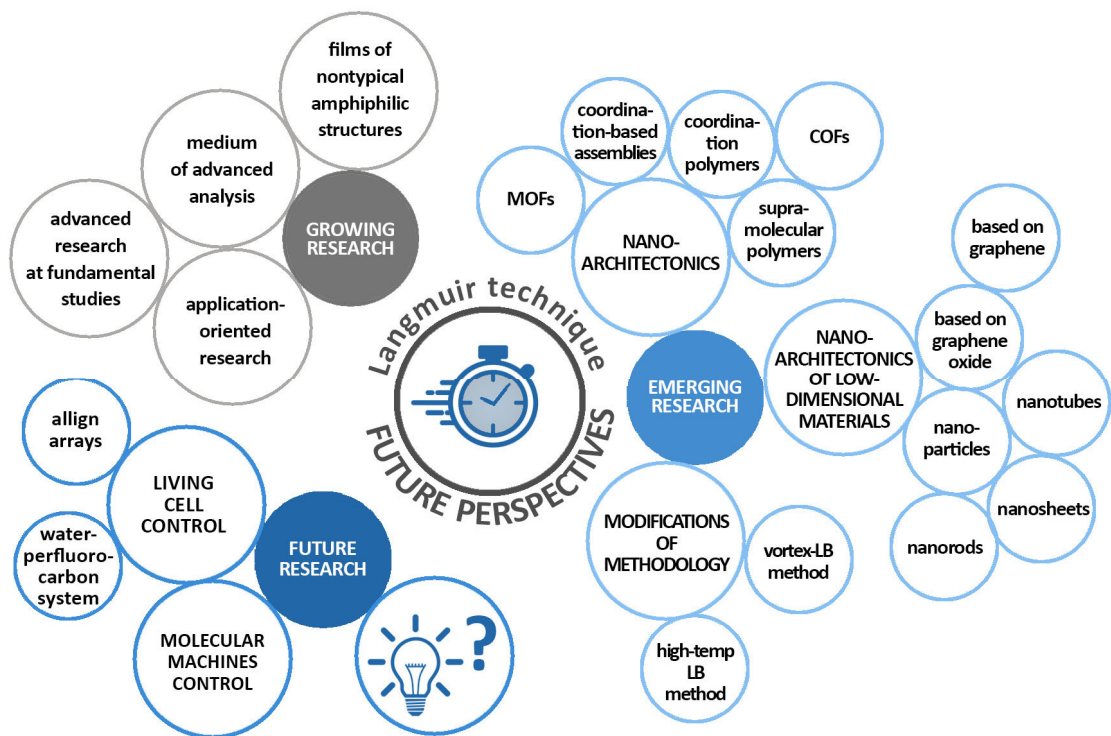 films of
nontypical
amphiphilic
structures
medium
of advanced
analysis
advanced
research
at fundamental
studies
application-
oriented
research
GROWING
RESEARCH
MOFs
coordina-
tion-based
assemblies
coordina-
tion
polymers
COFs
supra-
molecular
polymers
NANO-
ARCHITECTONICS
Langmuir technique
FUTURE PERSPECTIVES
EMERGING
RESEARCH
NANO-
ARCHITECTONICS
OF LOW-
DIMENSIONAL
MATERIALS
based on
graphene
based on
graphene
oxide
nanotubes
nano-
particles
nanosheets
nanorods
MODIFICATIONS
OF
METHODOLOGY
vortex-LB
method
high-temp
LB
method
allign
arrays
LIVING
CELL
CONTROL
water-
perfluoro-
carbon
system
FUTURE
RESEARCH
MOLECULAR
MACHINES
CONTROL
?